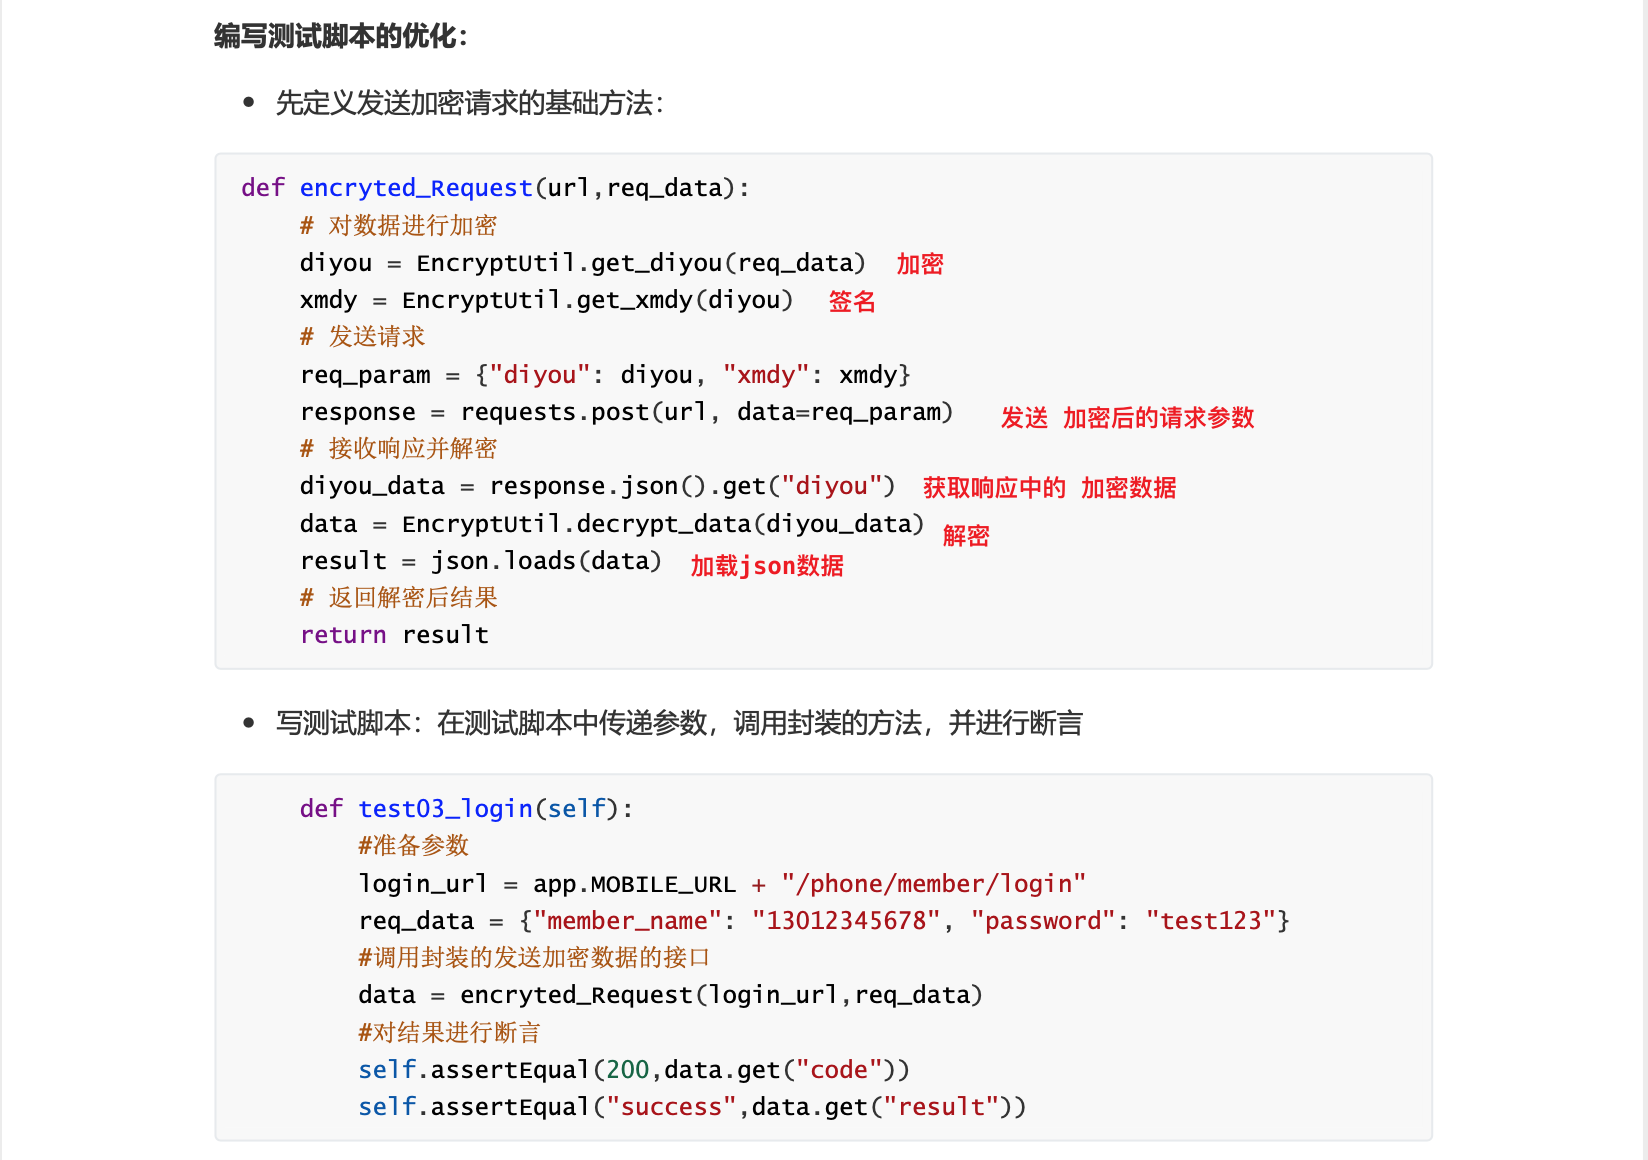 编写测试脚本的优化：
先定义发送加密请求的基础方法：
def encryted_Request(url,req_data):
# 对数据进行加密
diyou = EncryptUtil.get_diyou(req_data) 加密
xmdy = EncryptUtil.get_xmdy(diyou) 签名
# 发送请求
req_param = {"diyou": diyou, "xmdy": xmdy}
response = requests.post(url, data=req_param) 发送 加密后的请求参数
# 接收响应并解密
diyou_data = response.json().get("diyou") 获取响应中的 加密数据
data = EncryptUtil.decrypt_data(diyou_data) 解密
result = json.loads(data) 加载json数据
# 返回解密后结果
return result
写测试脚本：在测试脚本中传递参数，调用封装的方法，并进行断言
def test03_login(self):
#准备参数
login_url = app.MOBILE_URL + "/phone/member/login"
req_data = {"member_name": "13012345678", "password": "test123"}
#调用封装的发送加密数据的接口
data = encryted_Request(login_url,req_data)
#对结果进行断言
self.assertEqual(200,data.get("code"))
self.assertEqual("success",data.get("result"))